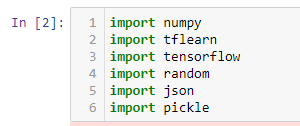 In [2]:
1 import numpy
2 import tflearn
3 import tensorflow
4 import random
5 import json
6 import pickle